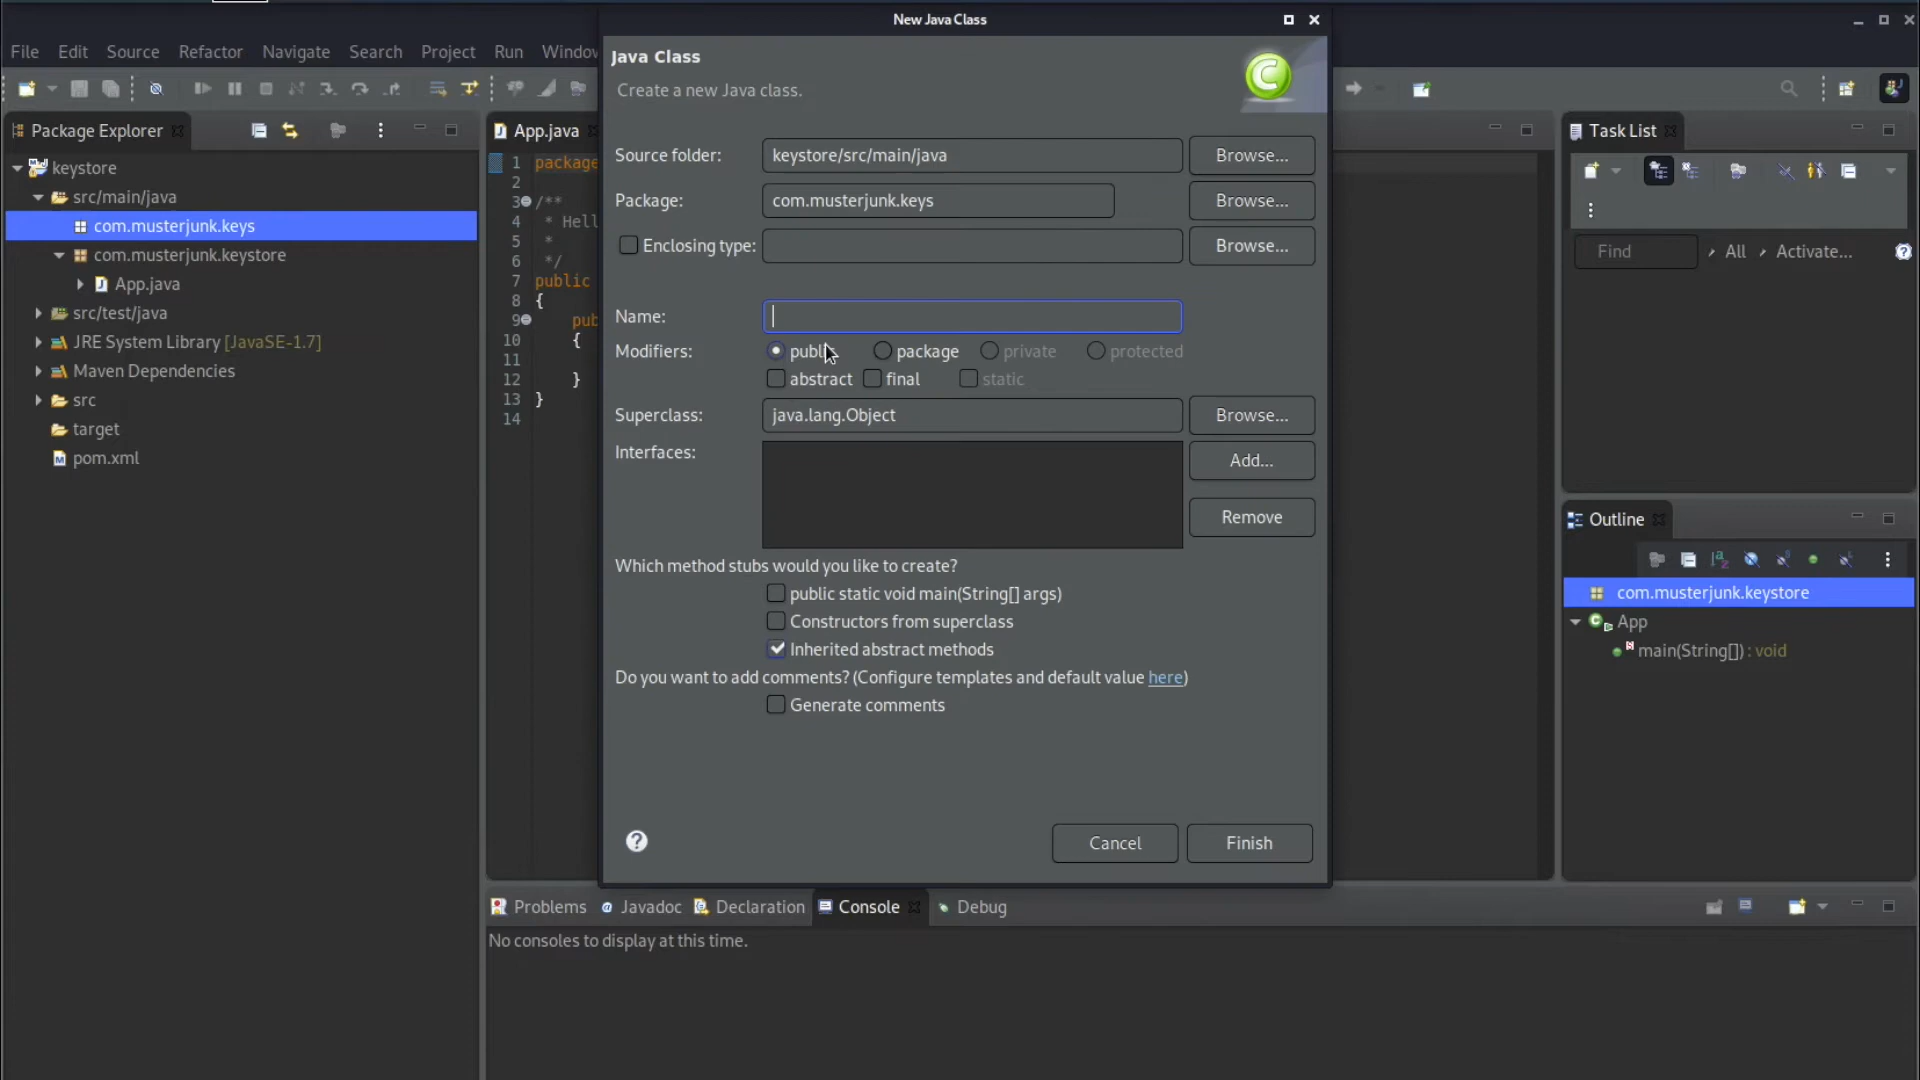 New Java Class
File Edit Source Refactor Navigate Search Project Run Window
Java Class
Create a new Java class.
Package Explorer
keystore
src/main/java
com.musterjunk.keys
com.musterjunk.keystore
App.java
src/test/java
JRE System Library [JavaSE-1.7]
Maven Dependencies
src
target
pom.xml
App.java
1 package
2
3 /**
4 * Hell
5 *
6 */
7 public
8 {
9 pub
10 {
11
12 }
13 }
14
Source folder: keystore/src/main/java Browse...
Package: com.musterjunk.keys Browse...
Enclosing type: Browse...
Name:
Modifiers: public package private protected
abstract final static
Superclass: java.lang.Object Browse...
Interfaces: Add...
Remove
Which method stubs would you like to create?
public static void main(String[] args)
Constructors from superclass
Inherited abstract methods
Do you want to add comments? (Configure templates and default value here)
Generate comments
Cancel Finish
Task List
Find All Activate...
Outline
com.musterjunk.keystore
App
main(String[]) : void
Problems Javadoc Declaration Console Debug
No consoles to display at this time.